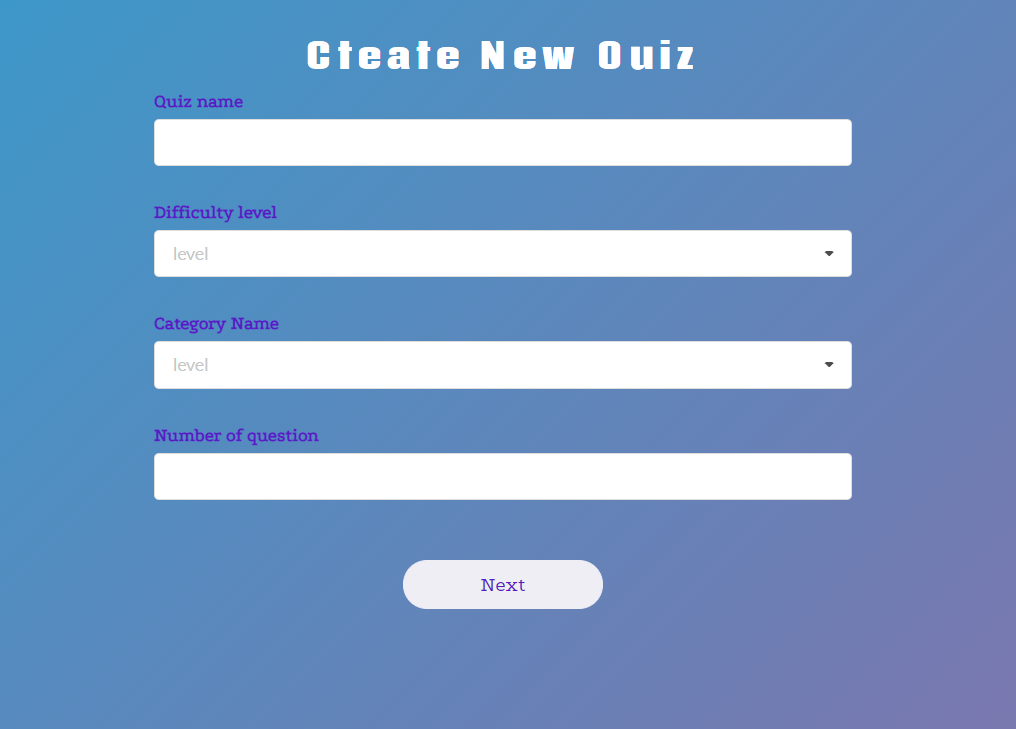 Cteate New Quiz
Quiz name
Difficulty level
level
Category Name
level
Number of question
Next